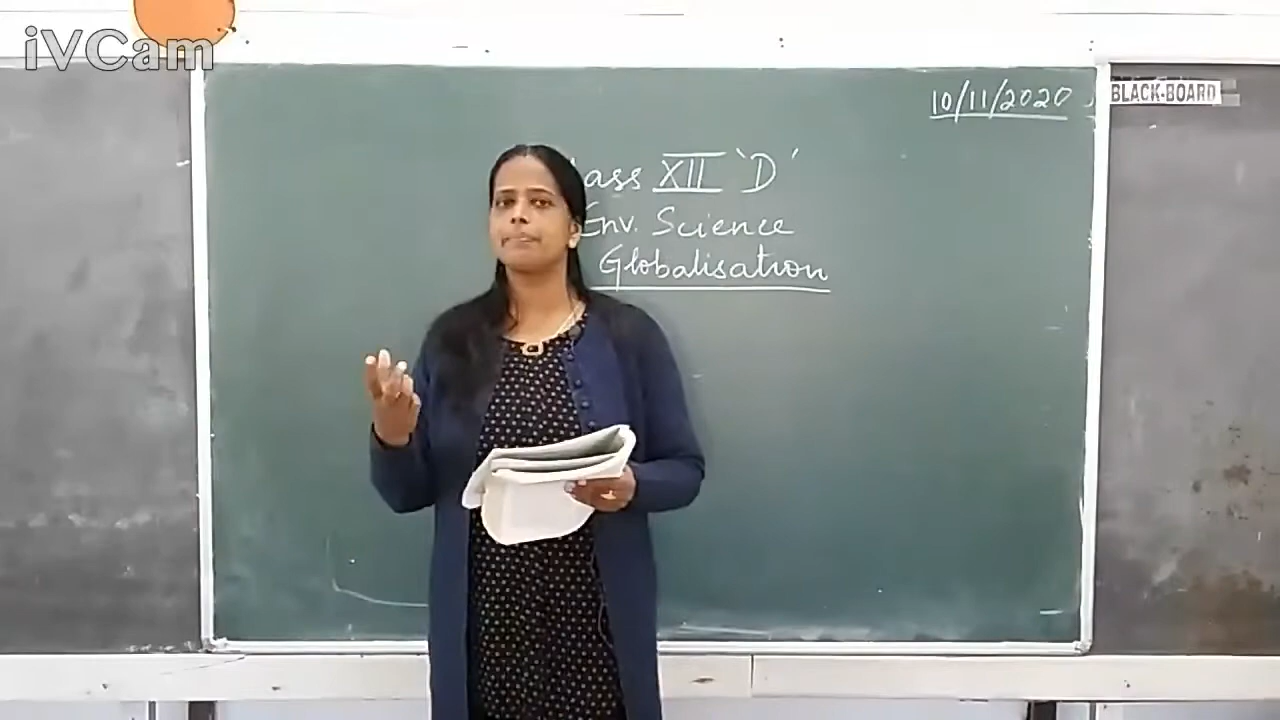 iVCam
BLACK-BOARD
10/11/2020
ass XII 'D'
Env. Science
Globalisation